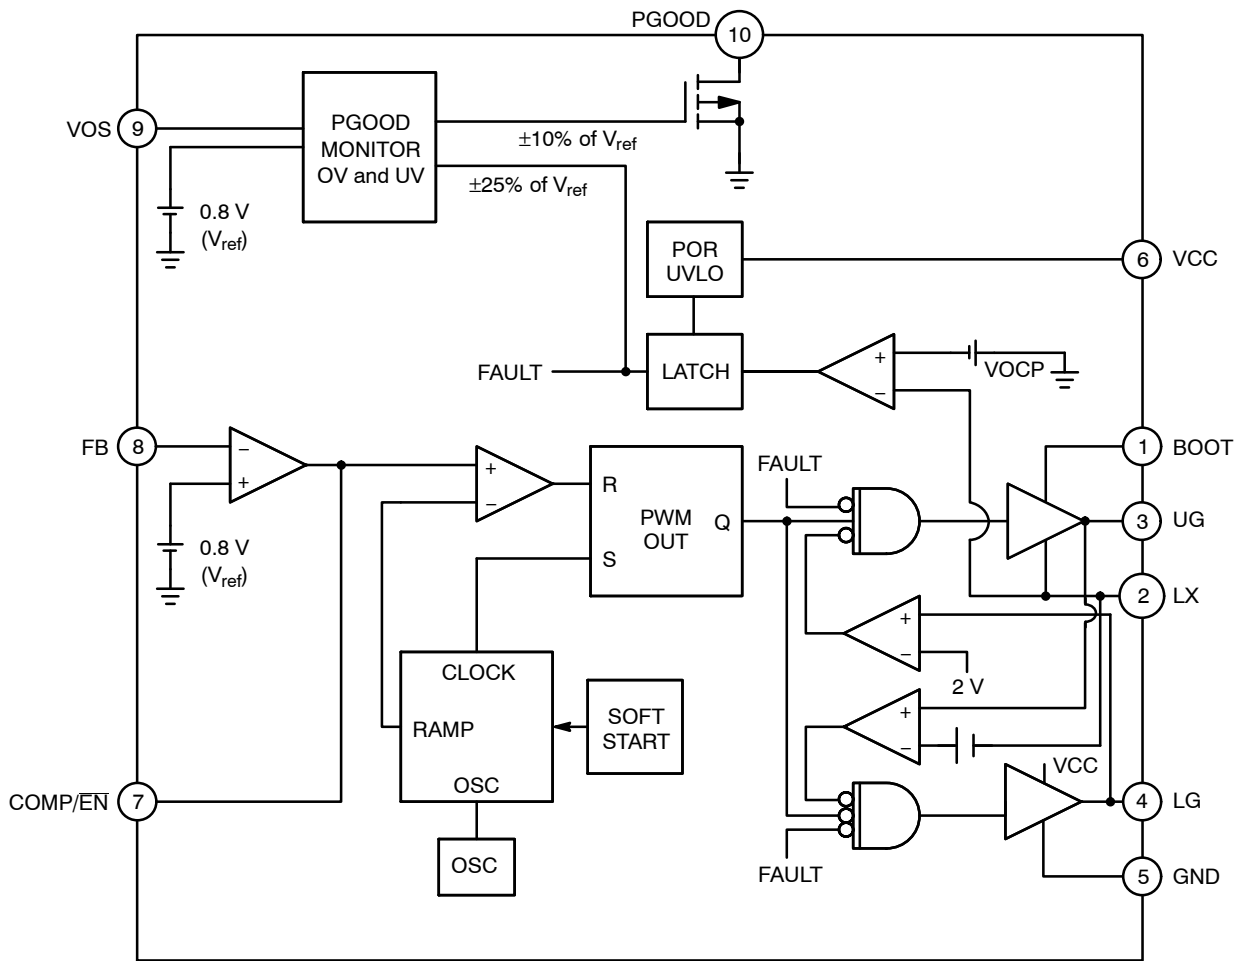 PGOOD
10
VOS
9
PGOOD
MONITOR
OV and UV
±10% of Vref
±25% of Vref
0.8 V
(Vref)
POR
UVLO
6
VCC
FAULT
LATCH
+
−
VOCP
FB
8
−
+
0.8 V
(Vref)
+
−
R
S
PWM
OUT
Q
FAULT
1
BOOT
3
UG
2
LX
+
−
2 V
CLOCK
RAMP
OSC
SOFT
START
+
−
VCC
COMP/EN
7
4
LG
OSC
FAULT
5
GND